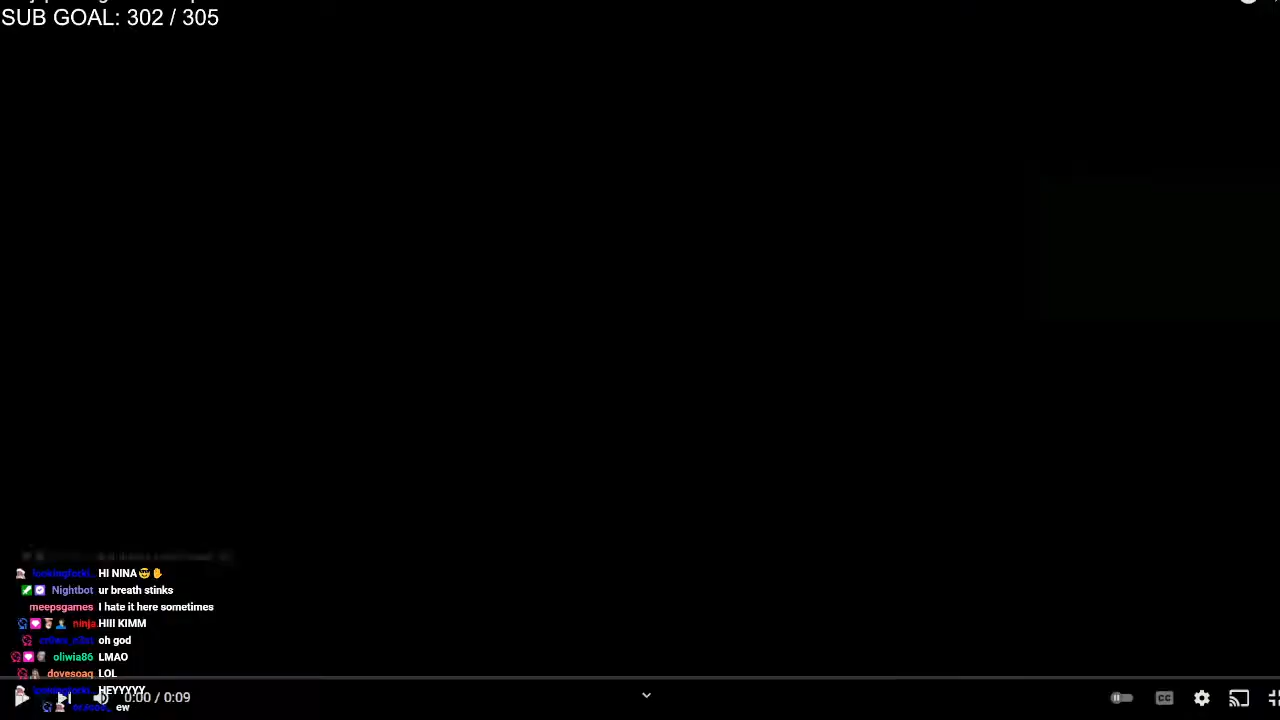 SUB GOAL: 302 / 305
HI NINA😎✋
Nightbot ur breath stinks
meepsgames I hate it here sometimes
ninja HIII KIMM
oh god
oliwia86 LMAO
dovesoaq LOL
HEYYYYY
0:00 / 0:09
CC
ew